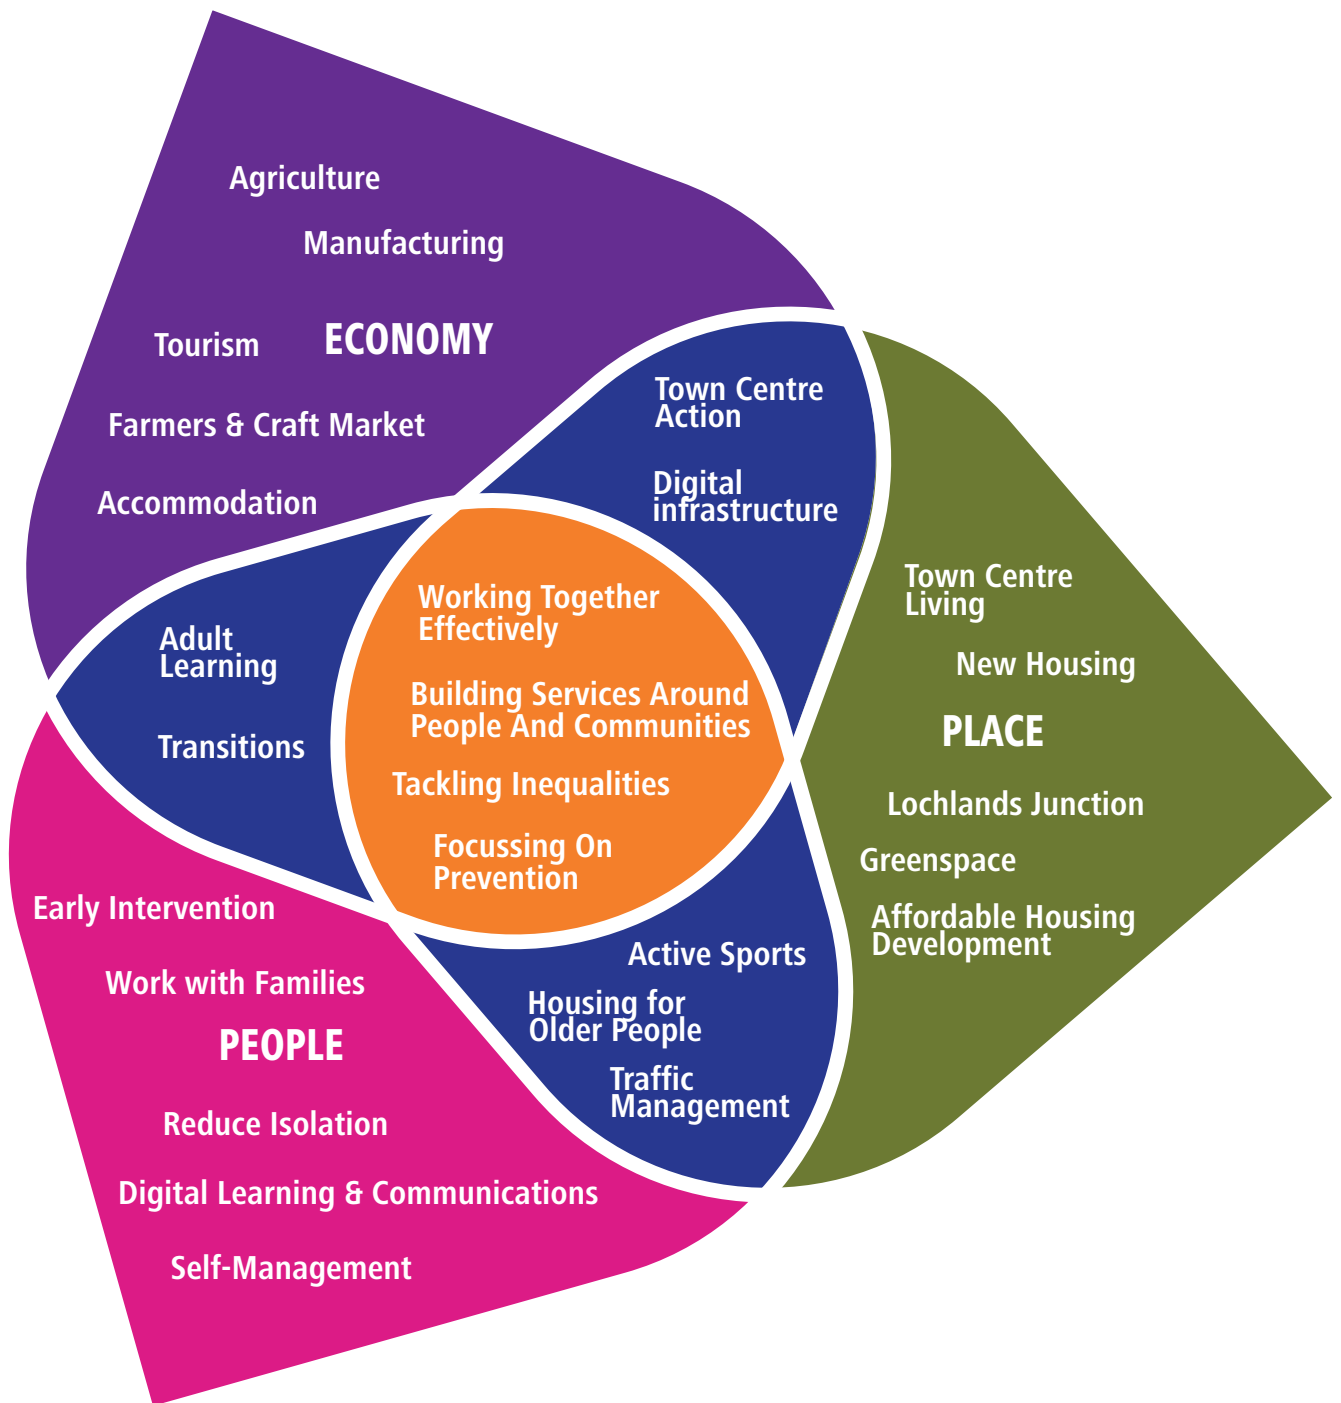 Agriculture
Manufacturing
Tourism
ECONOMY
Farmers & Craft Market
Accommodation
Town Centre
Action
Digital
infrastructure
Adult
Learning
Transitions
Working Together
Effectively
Building Services Around
People And Communities
Tackling Inequalities
Focussing On
Prevention
Town Centre
Living
New Housing
PLACE
Lochlands Junction
Greenspace
Affordable Housing
Development
Early Intervention
Work with Families
PEOPLE
Reduce Isolation
Digital Learning & Communications
Self-Management
Active Sports
Housing for
Older People
Traffic
Management